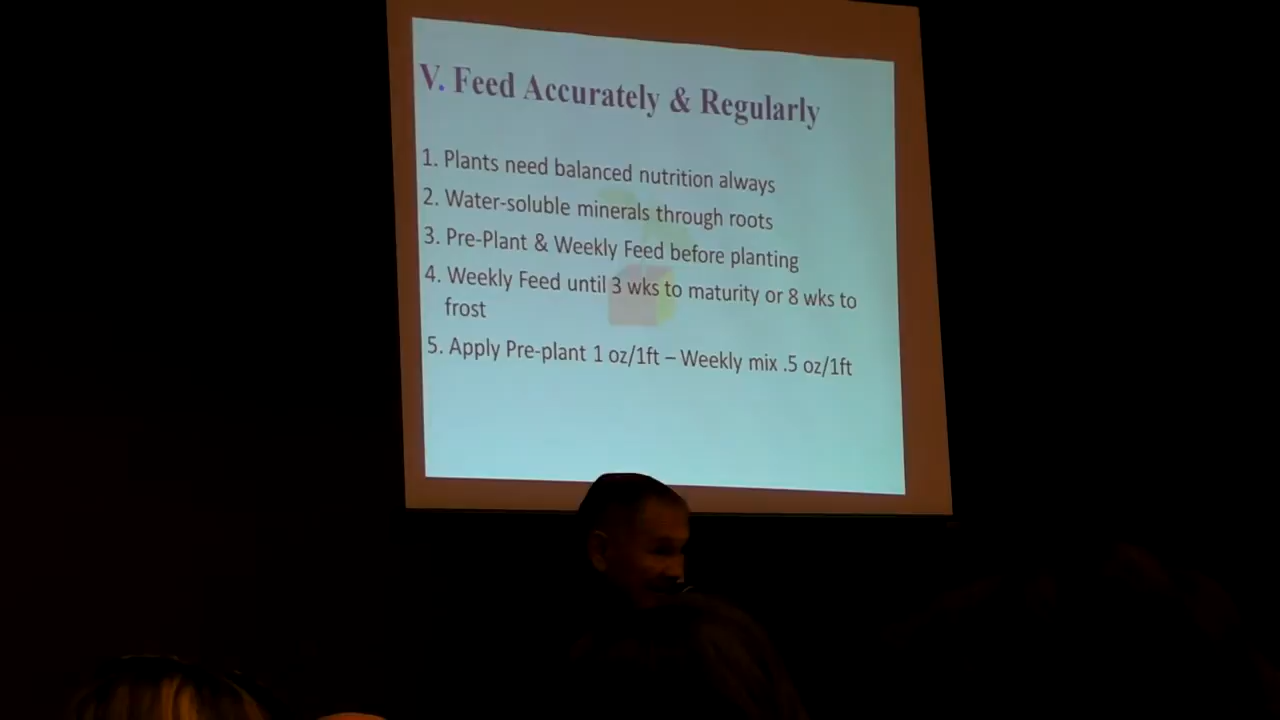 V. Feed Accurately & Regularly
1. Plants need balanced nutrition always
2. Water-soluble minerals through roots
3. Pre-Plant & Weekly Feed before planting
4. Weekly Feed until 3 wks to maturity or 8 wks to
frost
5. Apply Pre-plant 1 oz/1ft – Weekly mix .5 oz/1ft